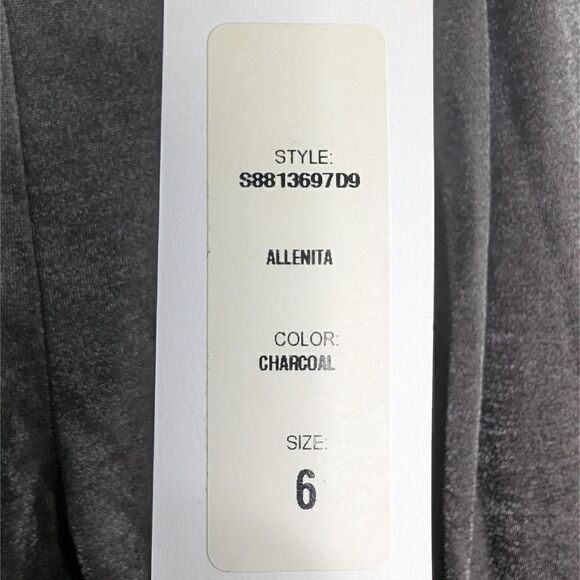 STYLE:
S8813697D9
ALLENITA
COLOR:
CHARCOAL
SIZE:
6